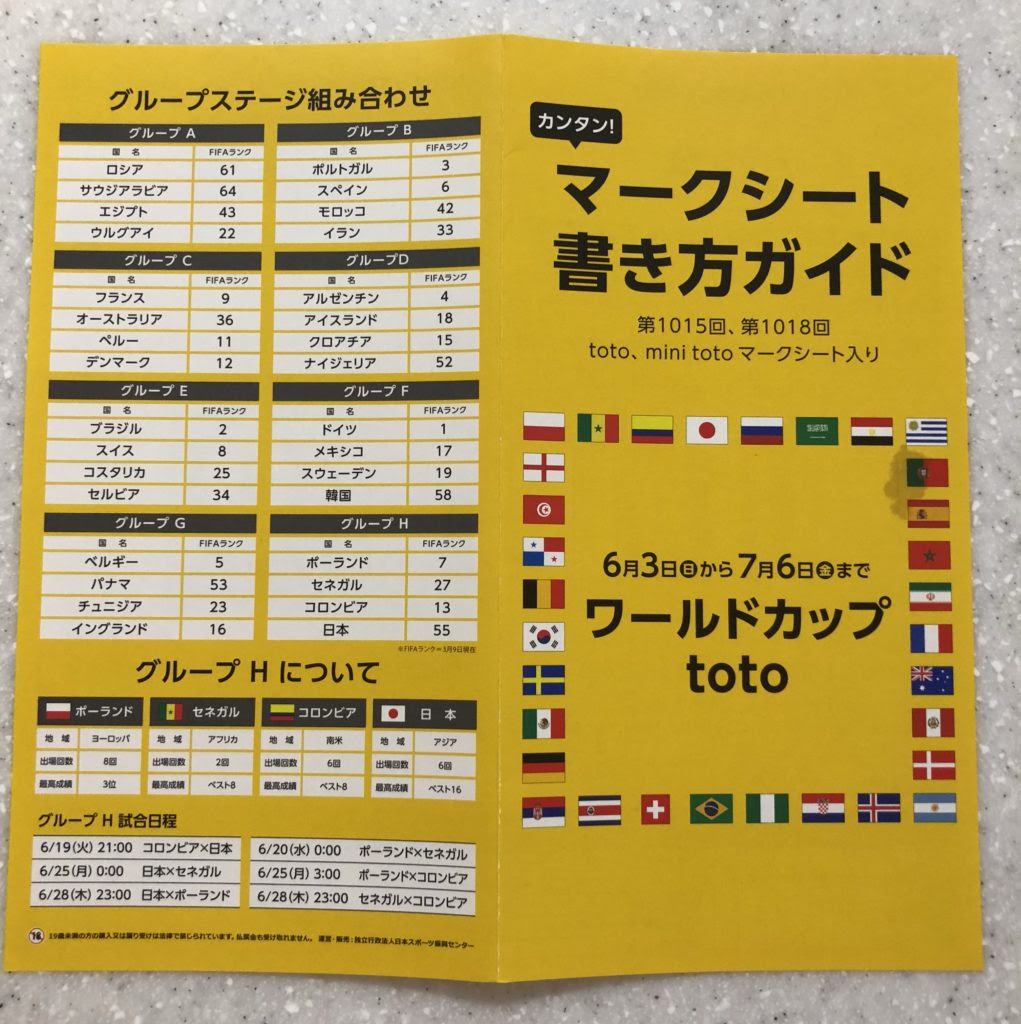 グループステージ組み合わせ
グループ A
国 名 FIFAランク
ロシア 61
サウジアラビア 64
エジプト 43
ウルグアイ 22
グループ B
国 名 FIFAランク
ポルトガル 3
スペイン 6
モロッコ 42
イラン 33
グループ C
国 名 FIFAランク
フランス 9
オーストラリア 36
ペルー 11
デンマーク 12
グループD
国 名 FIFAランク
アルゼンチン 4
アイスランド 18
クロアチア 15
ナイジェリア 52
グループ E
国 名 FIFAランク
ブラジル 2
スイス 8
コスタリカ 25
セルビア 34
グループ F
国 名 FIFAランク
ドイツ 1
メキシコ 17
スウェーデン 19
韓国 58
グループ G
国 名 FIFAランク
ベルギー 5
パナマ 53
チュニジア 23
イングランド 16
グループ H
国 名 FIFAランク
ポーランド 7
セネガル 27
コロンビア 13
日本 55
※FIFAランク=3月9日現在
グループ H について
ポーランド
地 域 ヨーロッパ
出場回数 8回
最高成績 3位
セネガル
地 域 アフリカ
出場回数 2回
最高成績 ベスト8
コロンビア
地 域 南米
出場回数 6回
最高成績 ベスト8
日 本
地 域 アジア
出場回数 6回
最高成績 ベスト16
グループ H 試合日程
6/19(火) 21:00 コロンビア×日本
6/25(月) 0:00 日本×セネガル
6/28(木) 23:00 日本×ポーランド
6/20(水) 0:00 ポーランド×セネガル
6/25(月) 3:00 ポーランド×コロンビア
6/28(木) 23:00 セネガル×コロンビア
19歳未満の方の購入又は譲り受けは法律で禁じられています。払戻金も受け取れません。 運営・販売:独立行政法人日本スポーツ振興センター
カンタン!
マークシート
書き方ガイド
第1015回、第1018回
toto、mini toto マークシート入り
6月3日(日)から7月6日(金)まで
ワールドカップ
toto